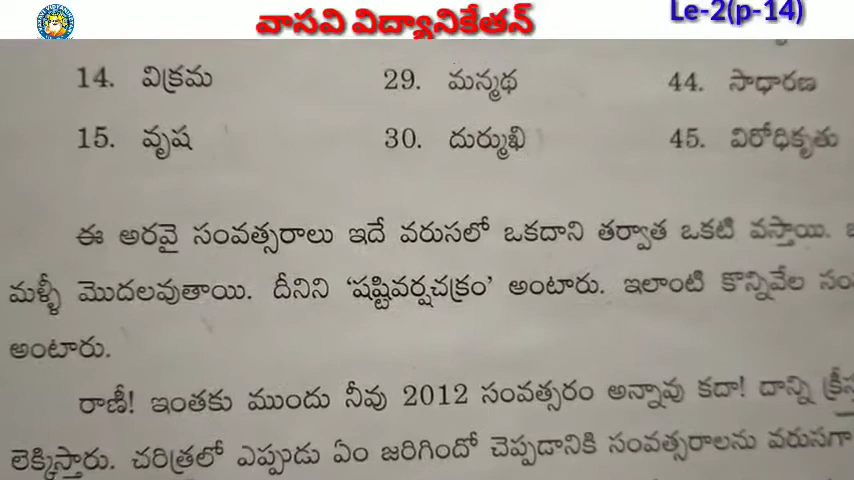 వాసవి విద్యానికేతన్
Le-2(p-14)
14. విక్రమ 29. మన్మథ 44. సాధారణ
15. వృష 30. దుర్ముఖి 45. విరోధికృతు
ఈ అరవై సంవత్సరాలు ఇదే వరుసలో ఒకదాని తర్వాత ఒకటి వస్తాయి.
మళ్ళీ మొదలవుతాయి. దీనిని 'షష్టివర్షచక్రం' అంటారు. ఇలాంటి కొన్నివేల
అంటారు.
రాణీ! ఇంతకు ముందు నీవు 2012 సంవత్సరం అన్నావు కదా! దాన్ని
లెక్కిస్తారు. చరిత్రలో ఎప్పుడు ఏం జరిగిందో చెప్పడానికి సంవత్సరాలను వరుసగా